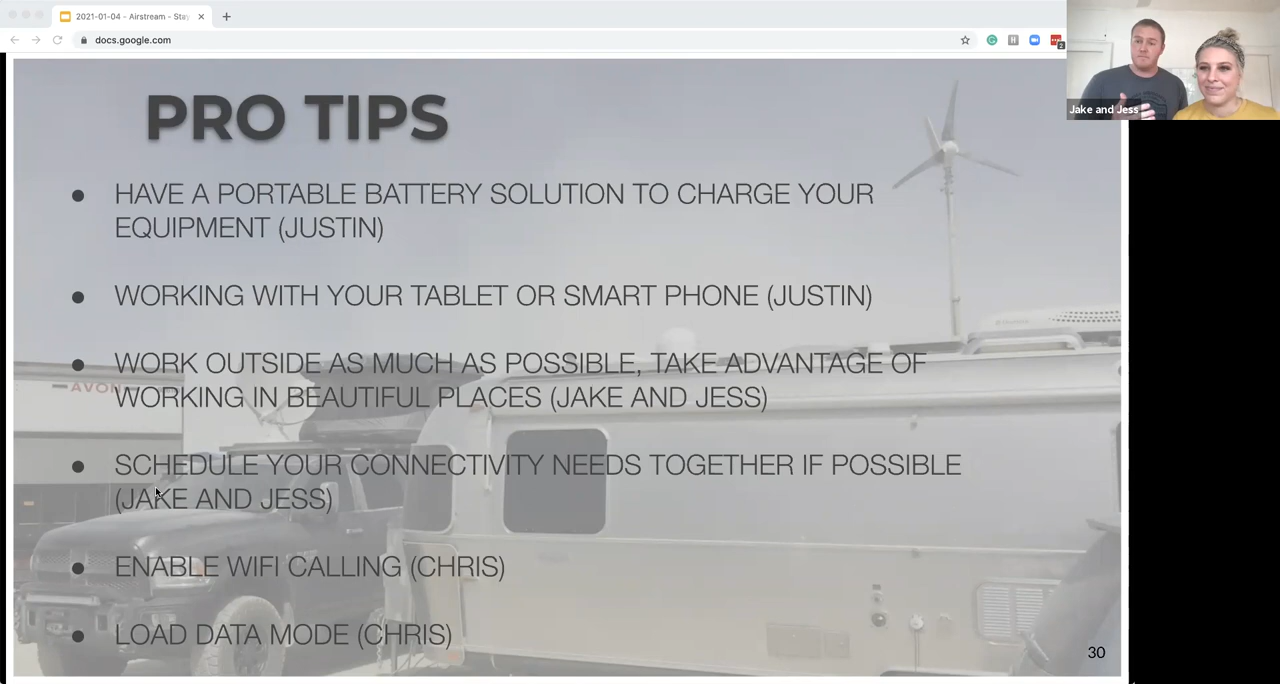 2021-01-04 - Airstream - Stay
docs.google.com
2
Jake and Jess
PRO TIPS
● HAVE A PORTABLE BATTERY SOLUTION TO CHARGE YOUR
EQUIPMENT (JUSTIN)
● WORKING WITH YOUR TABLET OR SMART PHONE (JUSTIN)
● WORK OUTSIDE AS MUCH AS POSSIBLE, TAKE ADVANTAGE OF
WORKING IN BEAUTIFUL PLACES (JAKE AND JESS)
AVON
● SCHEDULE YOUR CONNECTIVITY NEEDS TOGETHER IF POSSIBLE
(JAKE AND JESS)
● ENABLE WIFI CALLING (CHRIS)
● LOAD DATA MODE (CHRIS)
30